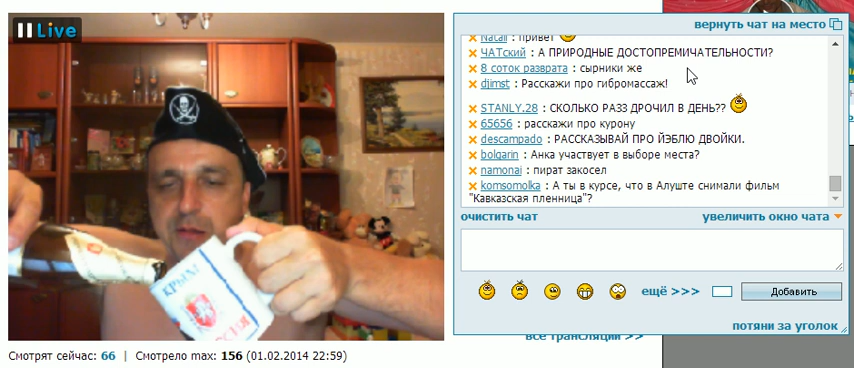 Live
КРЫМ
вернуть чат на место
Natali : привет
ЧАТский : А ПРИРОДНЫЕ ДОСТОПРЕМИЧАТЕЛЬНОСТИ?
8 соток разврата : сырники же
djimst : Расскажи про гибромассаж!
STANLY.28 : СКОЛЬКО РАЗЗ ДРОЧИЛ В ДЕНЬ??
65656 : расскажи про курону
descampado : РАССКАЗЫВАЙ ПРО ЙЭБЛЮ ДВОЙКИ.
bolgarin : Анка участвует в выборе места?
namonai : пират закосел
komsomolka : А ты в курсе, что в Алуште снимали фильм
"Кавказская пленница"?
очистить чат
увеличить окно чата
ещё >>>
Добавить
потяни за уголок
все трансляции >>
Смотрят сейчас: 66 | Смотрело max: 156 (01.02.2014 22:59)